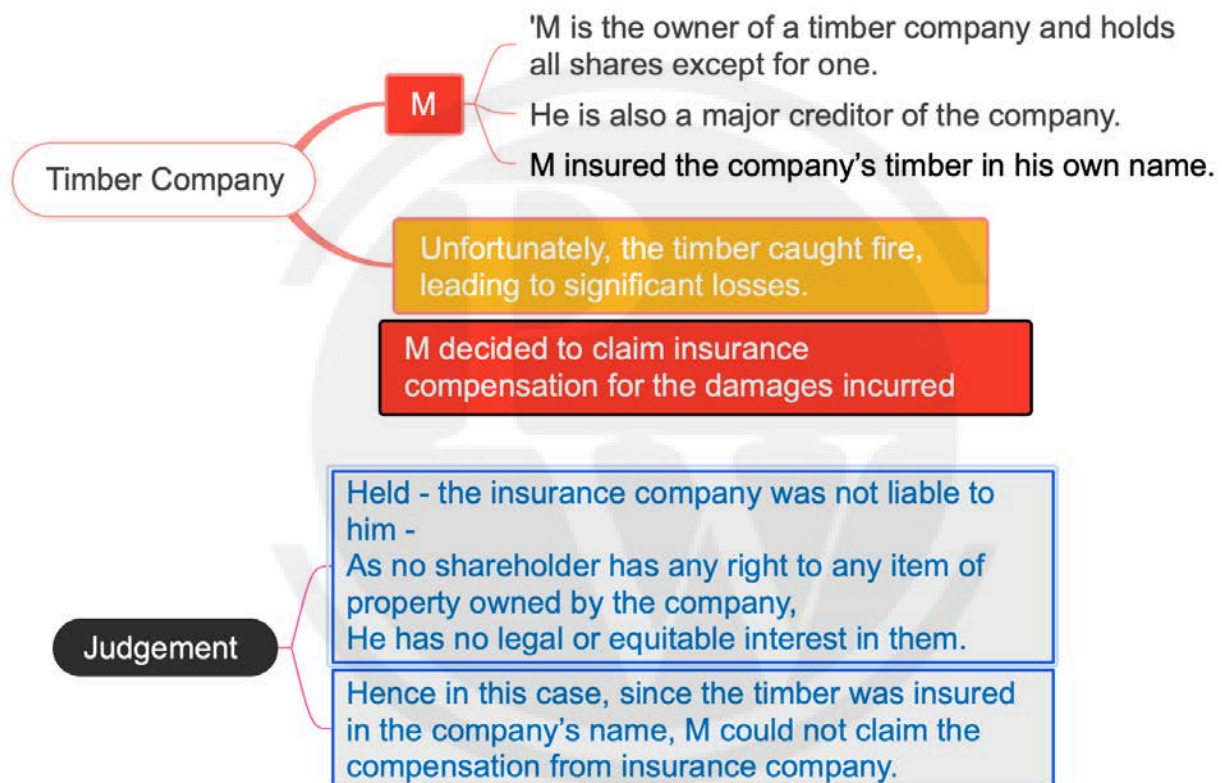 'M is the owner of a timber company and holds
all shares except for one.
M
He is also a major creditor of the company.
M insured the company's timber in his own name.
Timber Company
Unfortunately, the timber caught fire,
leading to significant losses.
M decided to claim insurance
compensation for the damages incurred
Held - the insurance company was not liable to
him -
As no shareholder has any right to any item of
property owned by the company,
He has no legal or equitable interest in them.
Judgement
Hence in this case, since the timber was insured
in the company's name, M could not claim the
compensation from insurance company.
PW